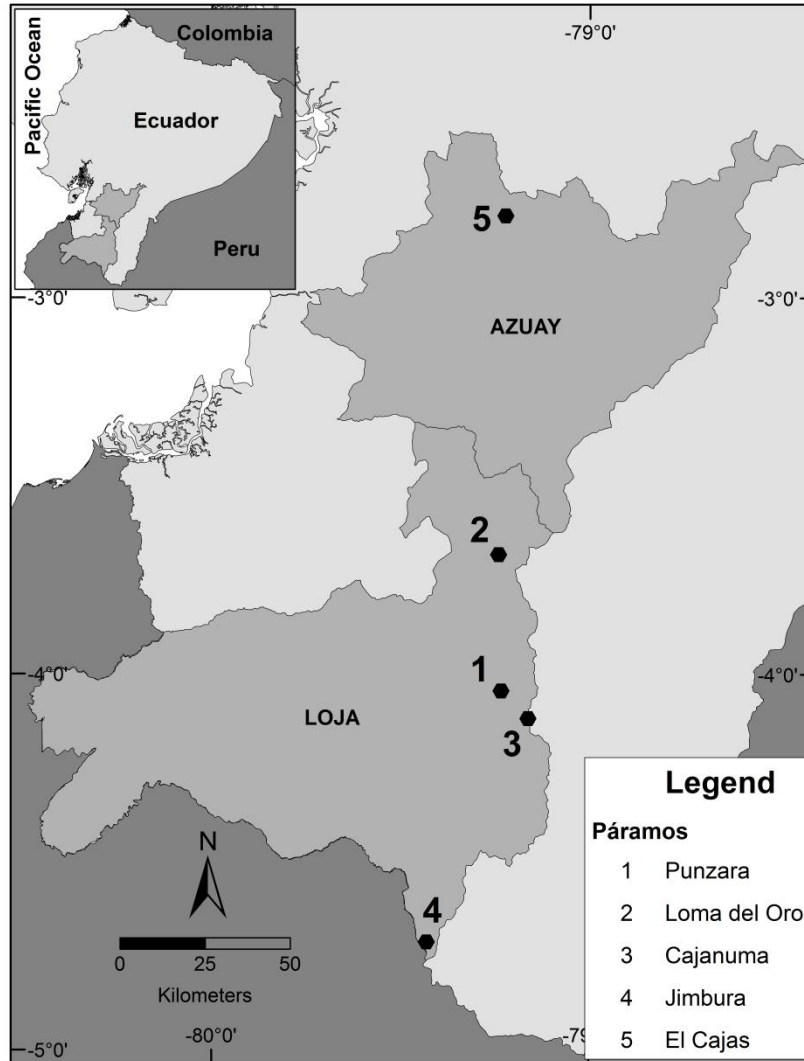 Colombia
-79°0'
Pacific Ocean
Ecuador
Peru
5
-3°0'
-3°0'
AZUAY
2
-4°0'
1
-4°0'
LOJA
3
N
4
0 25 50
Kilometers
-5°0'
-80°0'
Legend
Páramos
1 Punzara
2 Loma del Oro
3 Cajanuma
4 Jimbura
5 El Cajas